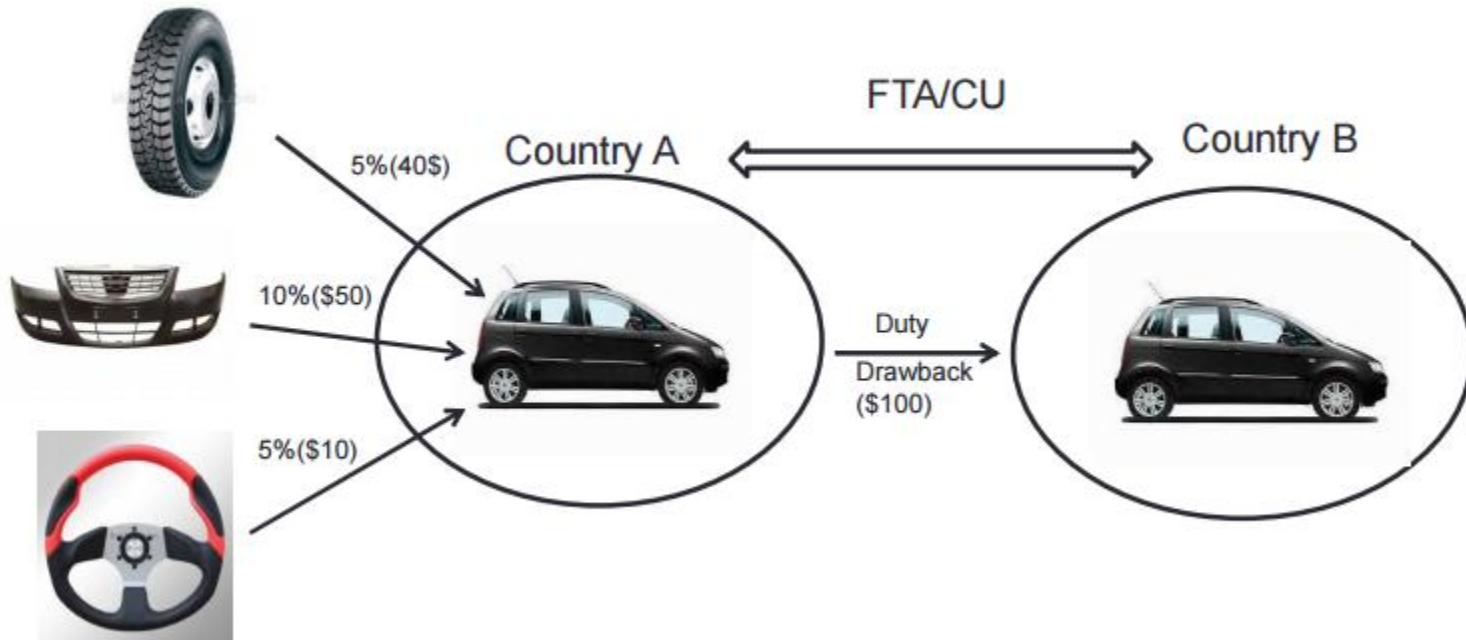 FTA/CU
Country A
Country B
5%(40$)
10%($50)
5%($10)
Duty
Drawback
($100)